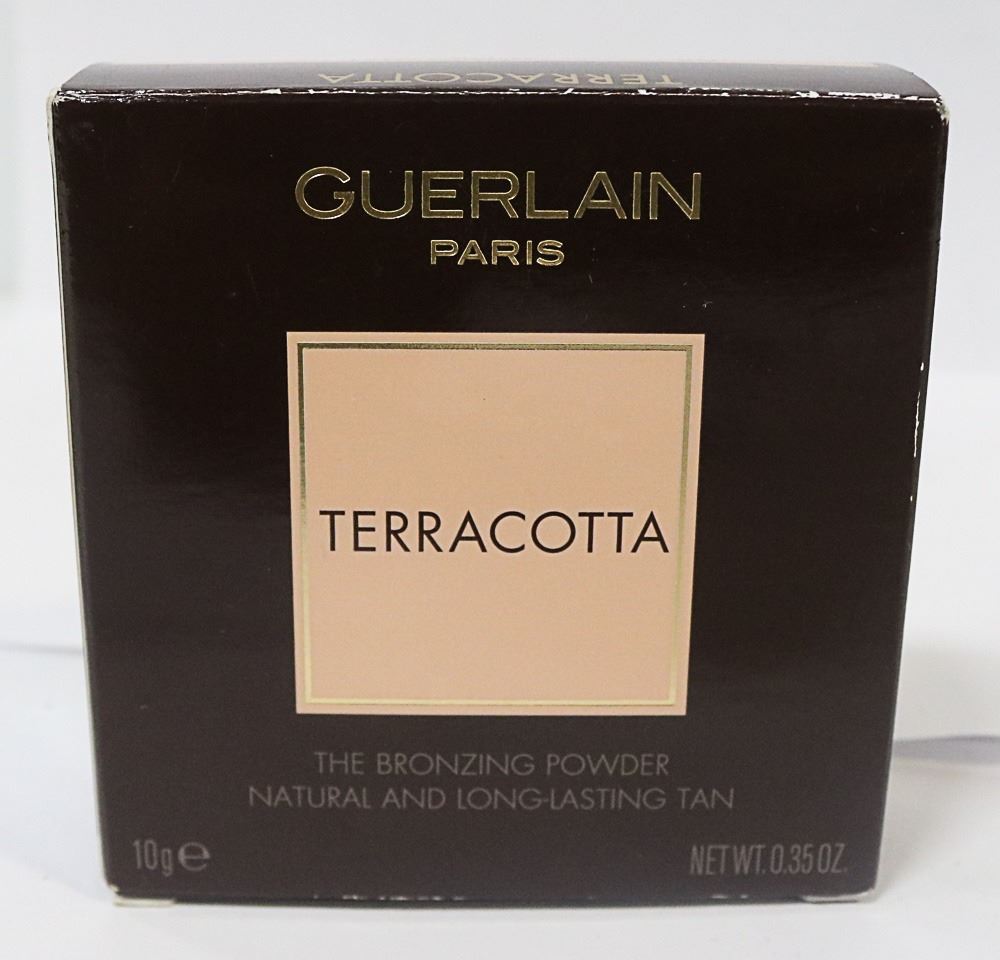 TERRACOTTA
GUERLAIN
PARIS
TERRACOTTA
THE BRONZING POWDER
NATURAL AND LONG-LASTING TAN
10g ℮
NET WT. 0.35 OZ.